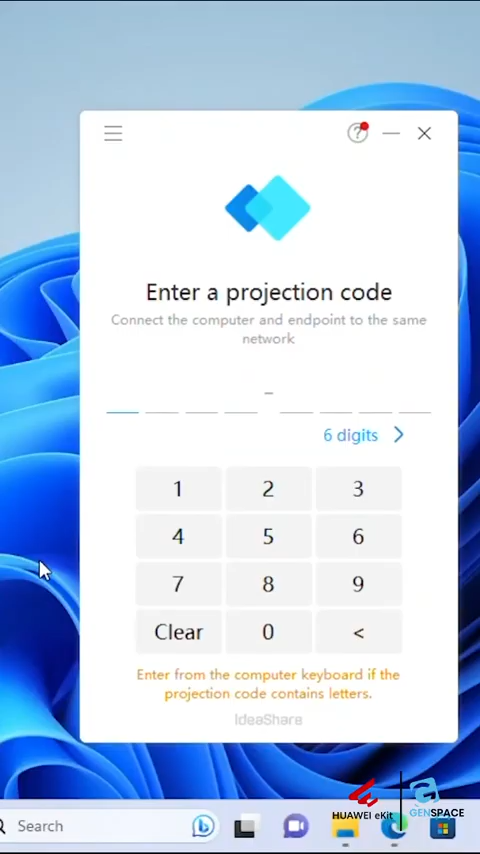 Enter a projection code
Connect the computer and endpoint to the same
network
–
6 digits >
1 2 3
4 5 6
7 8 9
Clear 0 <
Enter from the computer keyboard if the
projection code contains letters.
IdeaShare
HUAWEI eKit
GENSPACE
Search